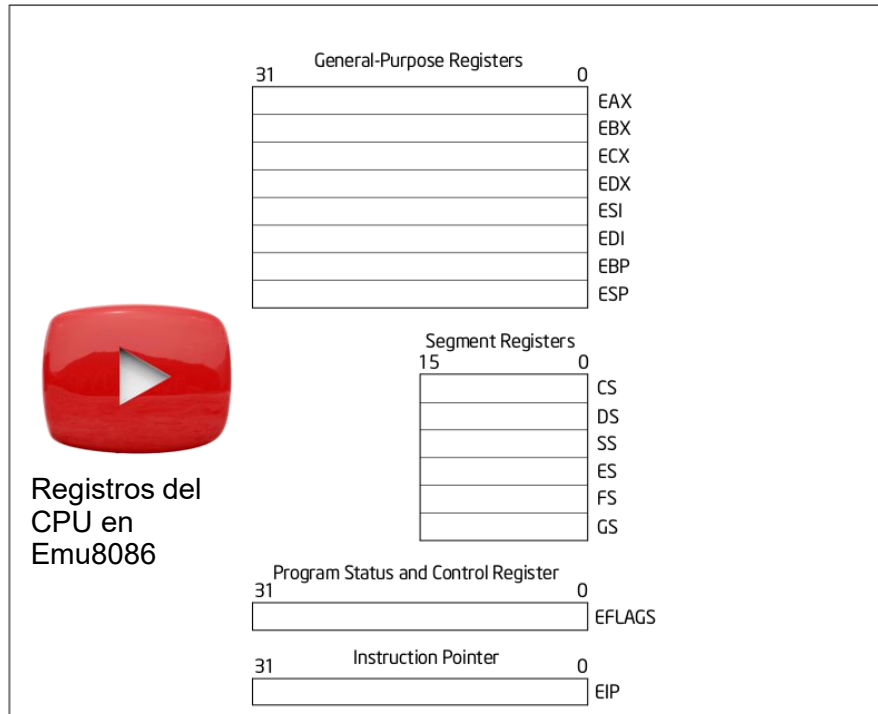 General-Purpose Registers
31 0
EAX
EBX
ECX
EDX
ESI
EDI
EBP
ESP
Segment Registers
15 0
CS
DS
SS
ES
FS
GS
Registros del
CPU en
Emu8086
Program Status and Control Register
31 0
EFLAGS
Instruction Pointer
31 0
EIP